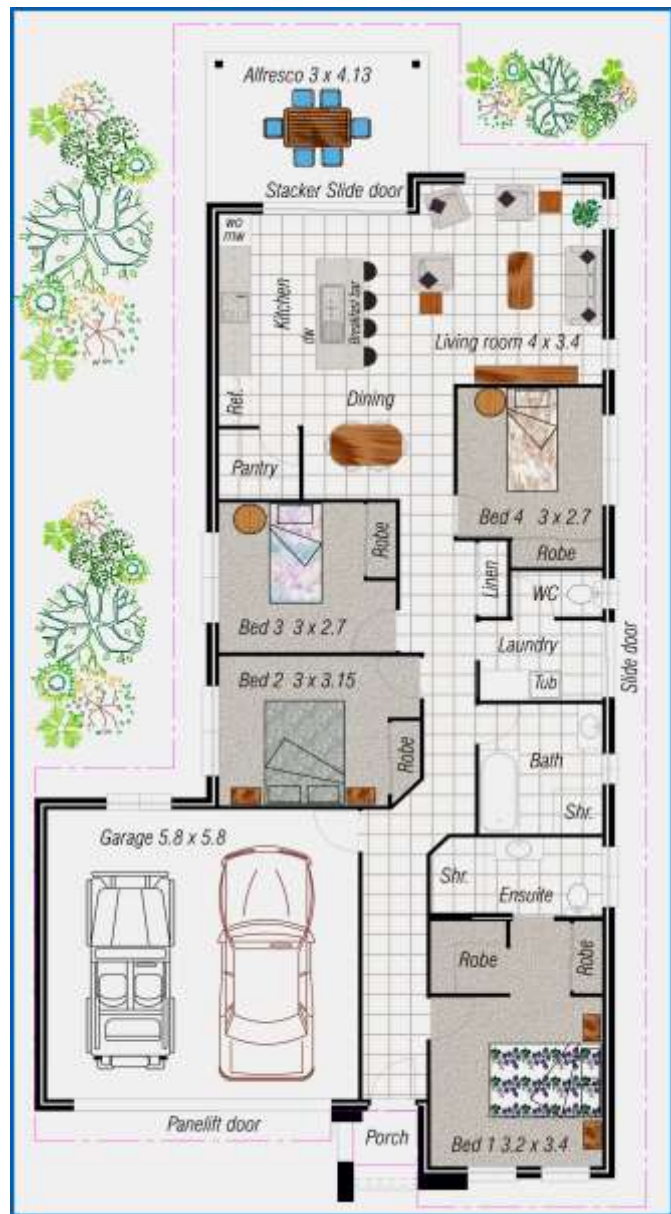 Alfresco 3 x 4.13
Stacker Slide door
wo
mw
Kitchen
dw
Breakfast bar
Living room 4 x 3.4
Ref.
Dining
Pantry
Bed 4 3 x 2.7
Robe
Robe
Linen
WC
Bed 3 3 x 2.7
Laundry
Slide door
Bed 2 3 x 3.15
Tub
Robe
Bath
Shr.
Garage 5.8 x 5.8
Shr.
Ensuite
Robe
Robe
Panelift door
Porch
Bed 1 3.2 x 3.4